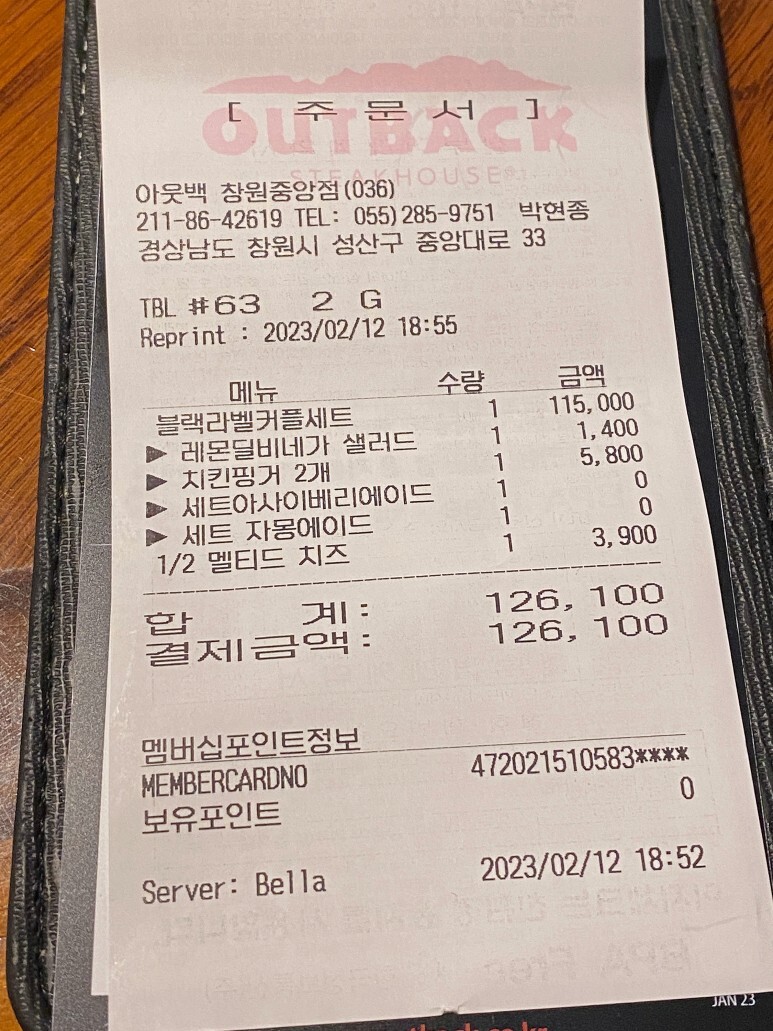 OUTBACK
[ 주 문 서 ]
STEAKHOUSE
아웃백 창원중앙점(036)
211-86-42619 TEL: 055)285-9751 박현종
경상남도 창원시 성산구 중앙대로 33
TBL #63 2 G
Reprint : 2023/02/12 18:55
메뉴 수량 금액
블랙라벨커플세트 1 115,000
▶ 레몬딜비네가 샐러드 1 1,400
▶ 치킨핑거 2개 1 5,800
▶ 세트아사이베리에이드 1 0
▶ 세트 자몽에이드 1 0
1/2 멜티드 치즈 1 3,900
합 계: 126,100
결제금액: 126,100
멤버십포인트정보
MEMBERCARDNO 472021510583****
보유포인트 0
Server: Bella 2023/02/12 18:52
JAN 23